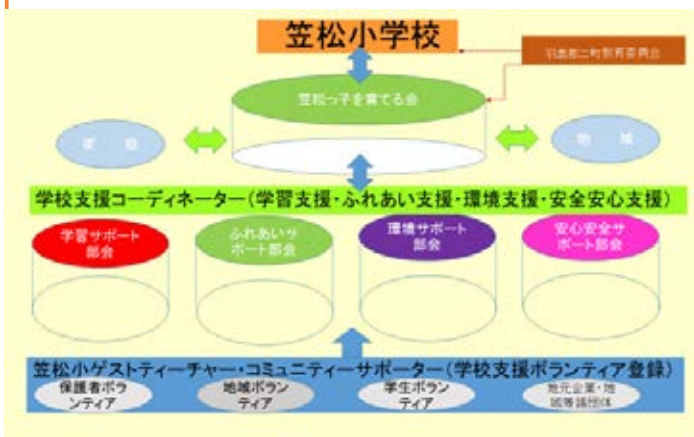 笠松小学校
羽島郡二町教育委員会
笠松っ子を育てる会
家 庭
地 域
学校支援コーディネーター(学習支援・ふれあい支援・環境支援・安全安心支援)
学習サポート
部会
ふれあいサ
ポート部会
環境サポート
部会
安心安全サ
ポート部会
笠松小ゲストティーチャー・コミュニティーサポーター(学校支援ボランティア登録)
保護者ボラ
ンティア
地域ボラン
ティア
学生ボラン
ティア
地元企業・地
域等諸団体